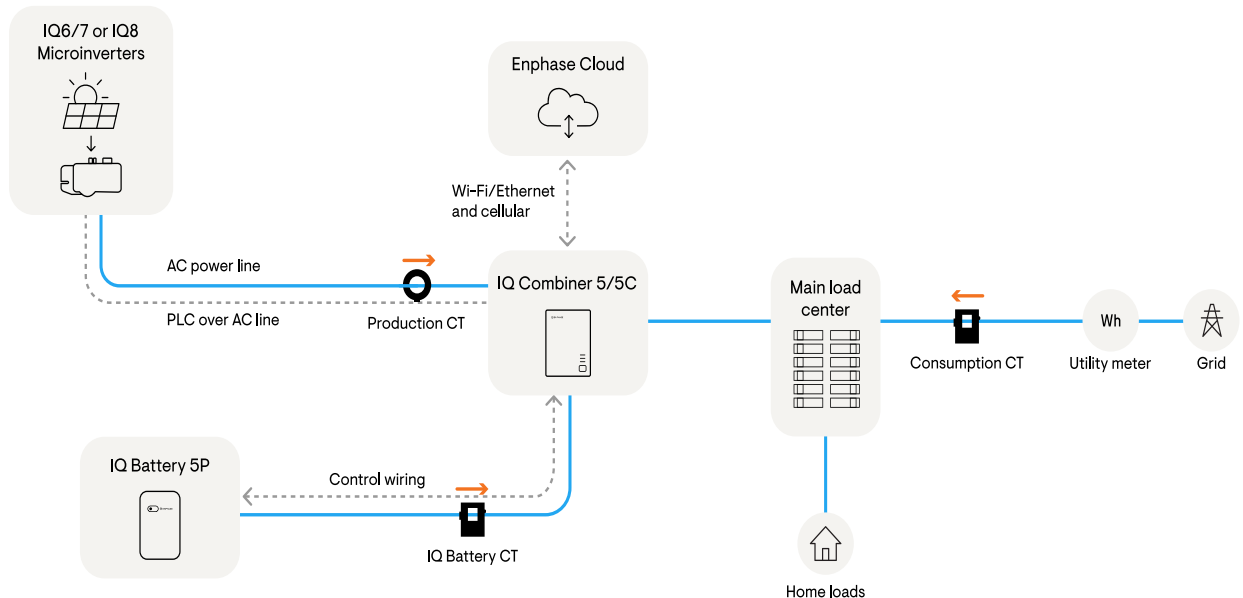 IQ6/7 or IQ8
Microinverters
Enphase Cloud
Wi-Fi/Ethernet
and cellular
AC power line
PLC over AC line
Production CT
IQ Combiner 5/5C
Main load
center
Consumption CT
Wh
Utility meter
Grid
IQ Battery 5P
Control wiring
IQ Battery CT
Home loads